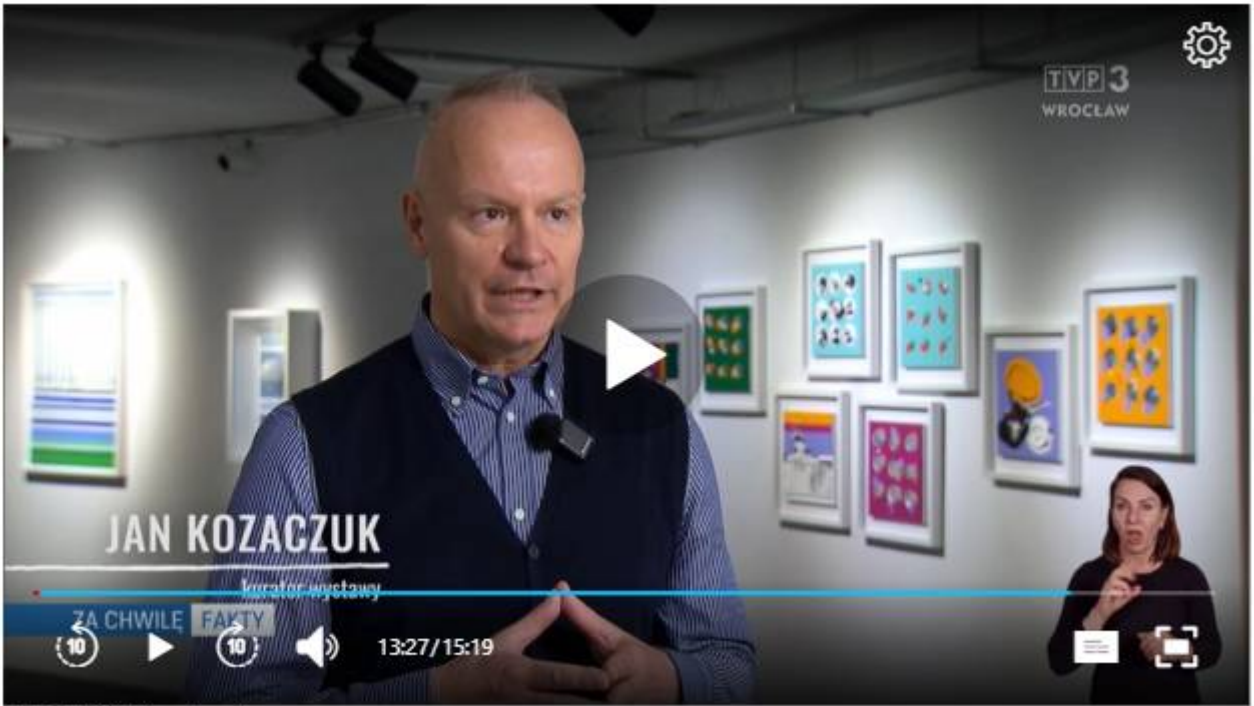 TVP3
WROCŁAW
JAN KOZACZUK
kurator wystawy
ZA CHWILĘ FAKTY
10
10
13:27/15:19